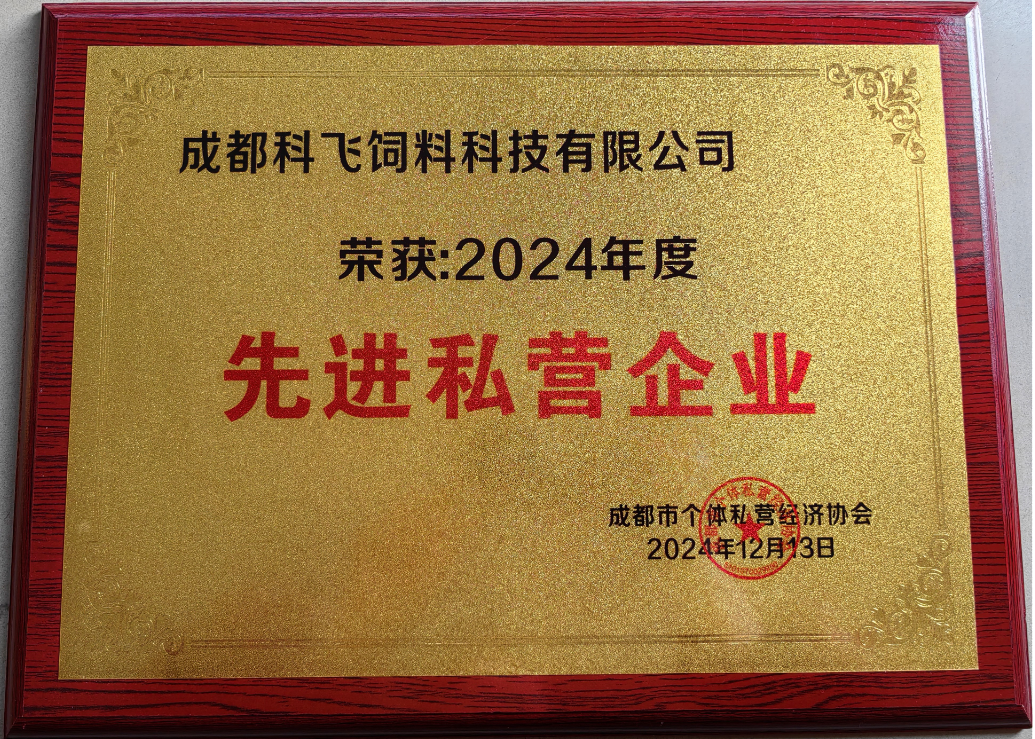 成都科飞饲料科技有限公司
荣获:2024年度
先进私营企业
成都市个体私营经济协会
2024年12月13日